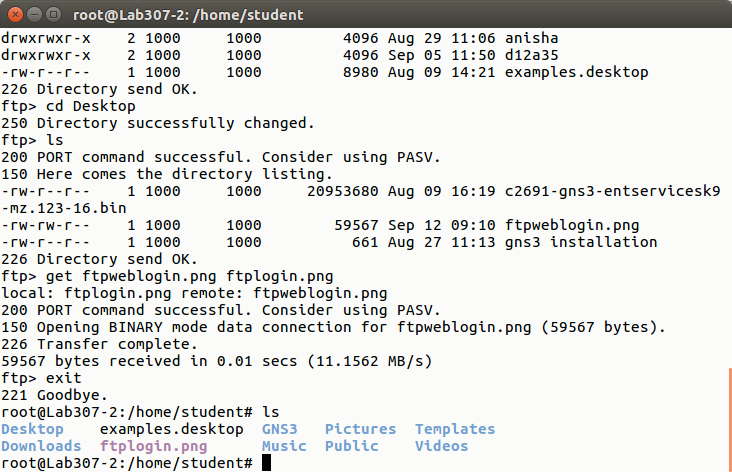 root@Lab307-2: /home/student
drwxrwxr-x    2 1000     1000         4096 Aug 29 11:06 anisha
drwxrwxr-x    2 1000     1000         4096 Sep 05 11:50 d12a35
-rw-r--r--    1 1000     1000         8980 Aug 09 14:21 examples.desktop
226 Directory send OK.
ftp> cd Desktop
250 Directory successfully changed.
ftp> ls
200 PORT command successful. Consider using PASV.
150 Here comes the directory listing.
-rw-r--r--    1 1000     1000     20953680 Aug 09 16:19 c2691-gns3-entservicesk9
-mz.123-16.bin
-rw-rw-r--    1 1000     1000        59567 Sep 12 09:10 ftpweblogin.png
-rw-r--r--    1 1000     1000          661 Aug 27 11:13 gns3 installation
226 Directory send OK.
ftp> get ftpweblogin.png ftplogin.png
local: ftplogin.png remote: ftpweblogin.png
200 PORT command successful. Consider using PASV.
150 Opening BINARY mode data connection for ftpweblogin.png (59567 bytes).
226 Transfer complete.
59567 bytes received in 0.01 secs (11.1562 MB/s)
ftp> exit
221 Goodbye.
root@Lab307-2:/home/student# ls
Desktop    examples.desktop  GNS3   Pictures  Templates
Downloads  ftplogin.png      Music  Public    Videos
root@Lab307-2:/home/student#